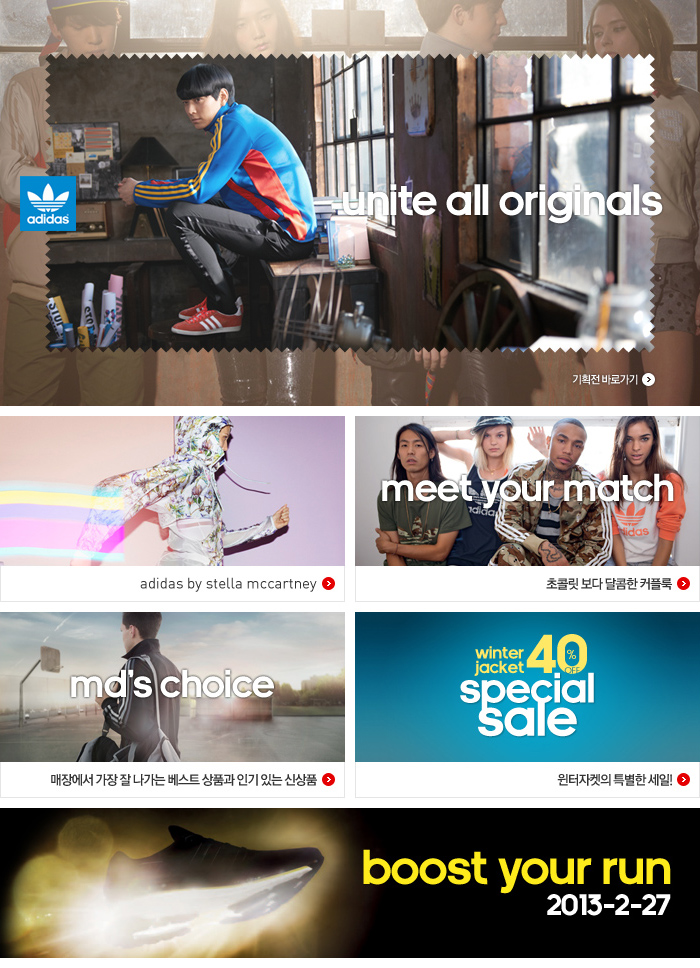 unite all originals
adidas
기획전 바로가기
meet your match
adidas
adidas
adidas by stella mccartney
초콜릿 보다 달콤한 커플룩
md's choice
매장에서 가장 잘 나가는 베스트 상품과 인기 있는 신상품
winter jacket 40% OFF
special
sale
윈터자켓의 특별한 세일!
boost your run
2013-2-27